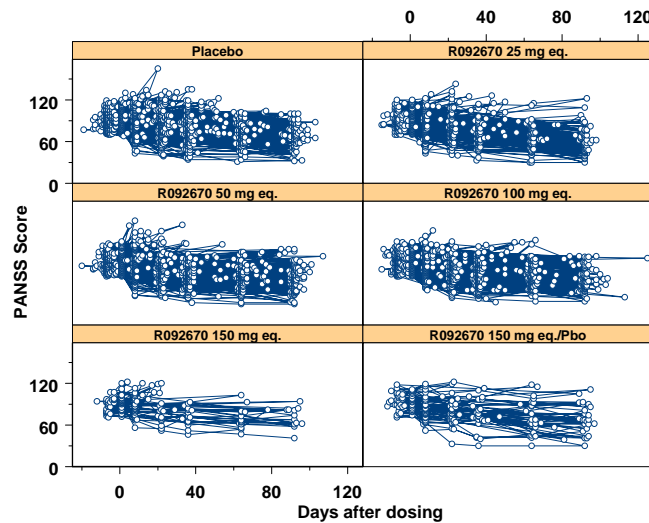 0 40 80 120
Placebo R092670 25 mg eq.
120
60
0
R092670 50 mg eq. R092670 100 mg eq.
PANSS Score
R092670 150 mg eq. R092670 150 mg eq./Pbo
120
60
0
0 40 80 120
Days after dosing